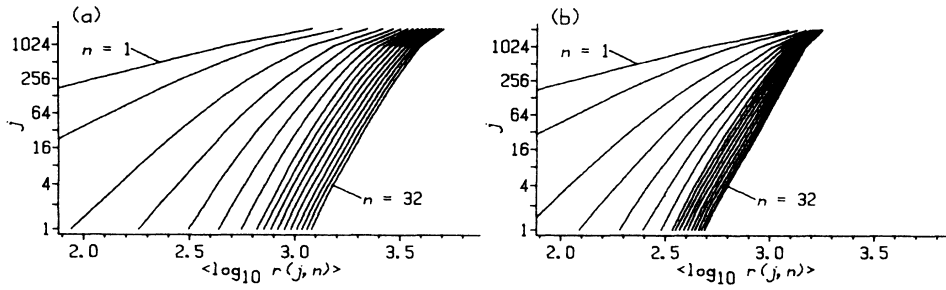 (a)
n = 1
1024
256
64
j
16
4
1
n = 32
2.0 2.5 3.0 3.5
<log10 r(j,n)>
(b)
n = 1
1024
256
64
j
16
4
1
n = 32
2.0 2.5 3.0 3.5
<log10 r(j,n)>